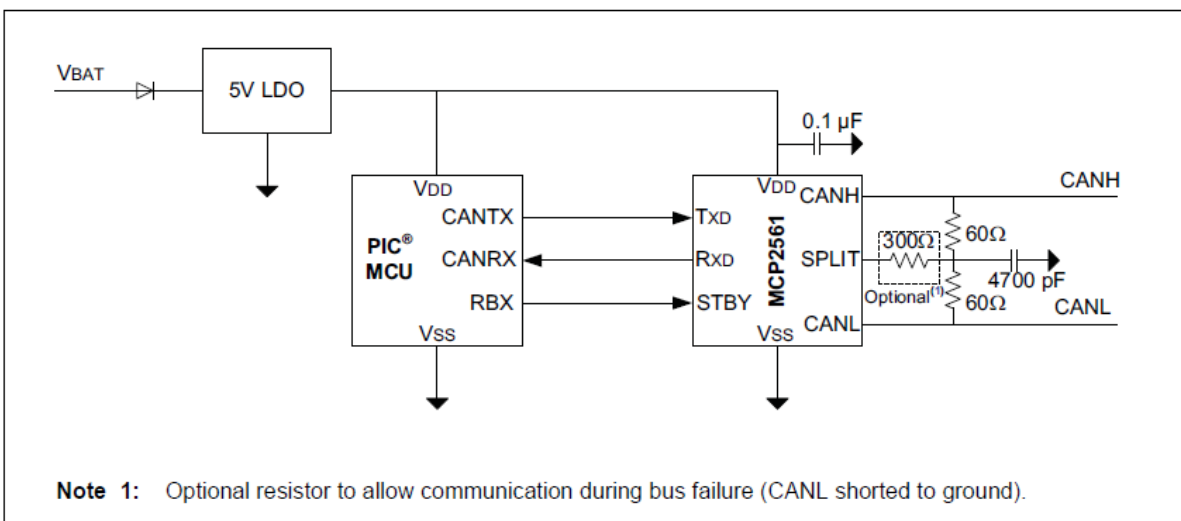 VBAT
5V LDO
0.1 µF
VDD
VDD
CANH
CANH
CANTX
TXD
PIC®
MCU
CANRX
RXD
MCP2561
SPLIT
300Ω
60Ω
4700 pF
Optional(1)
60Ω
RBX
STBY
CANL
CANL
VSS
VSS
Note 1: Optional resistor to allow communication during bus failure (CANL shorted to ground).